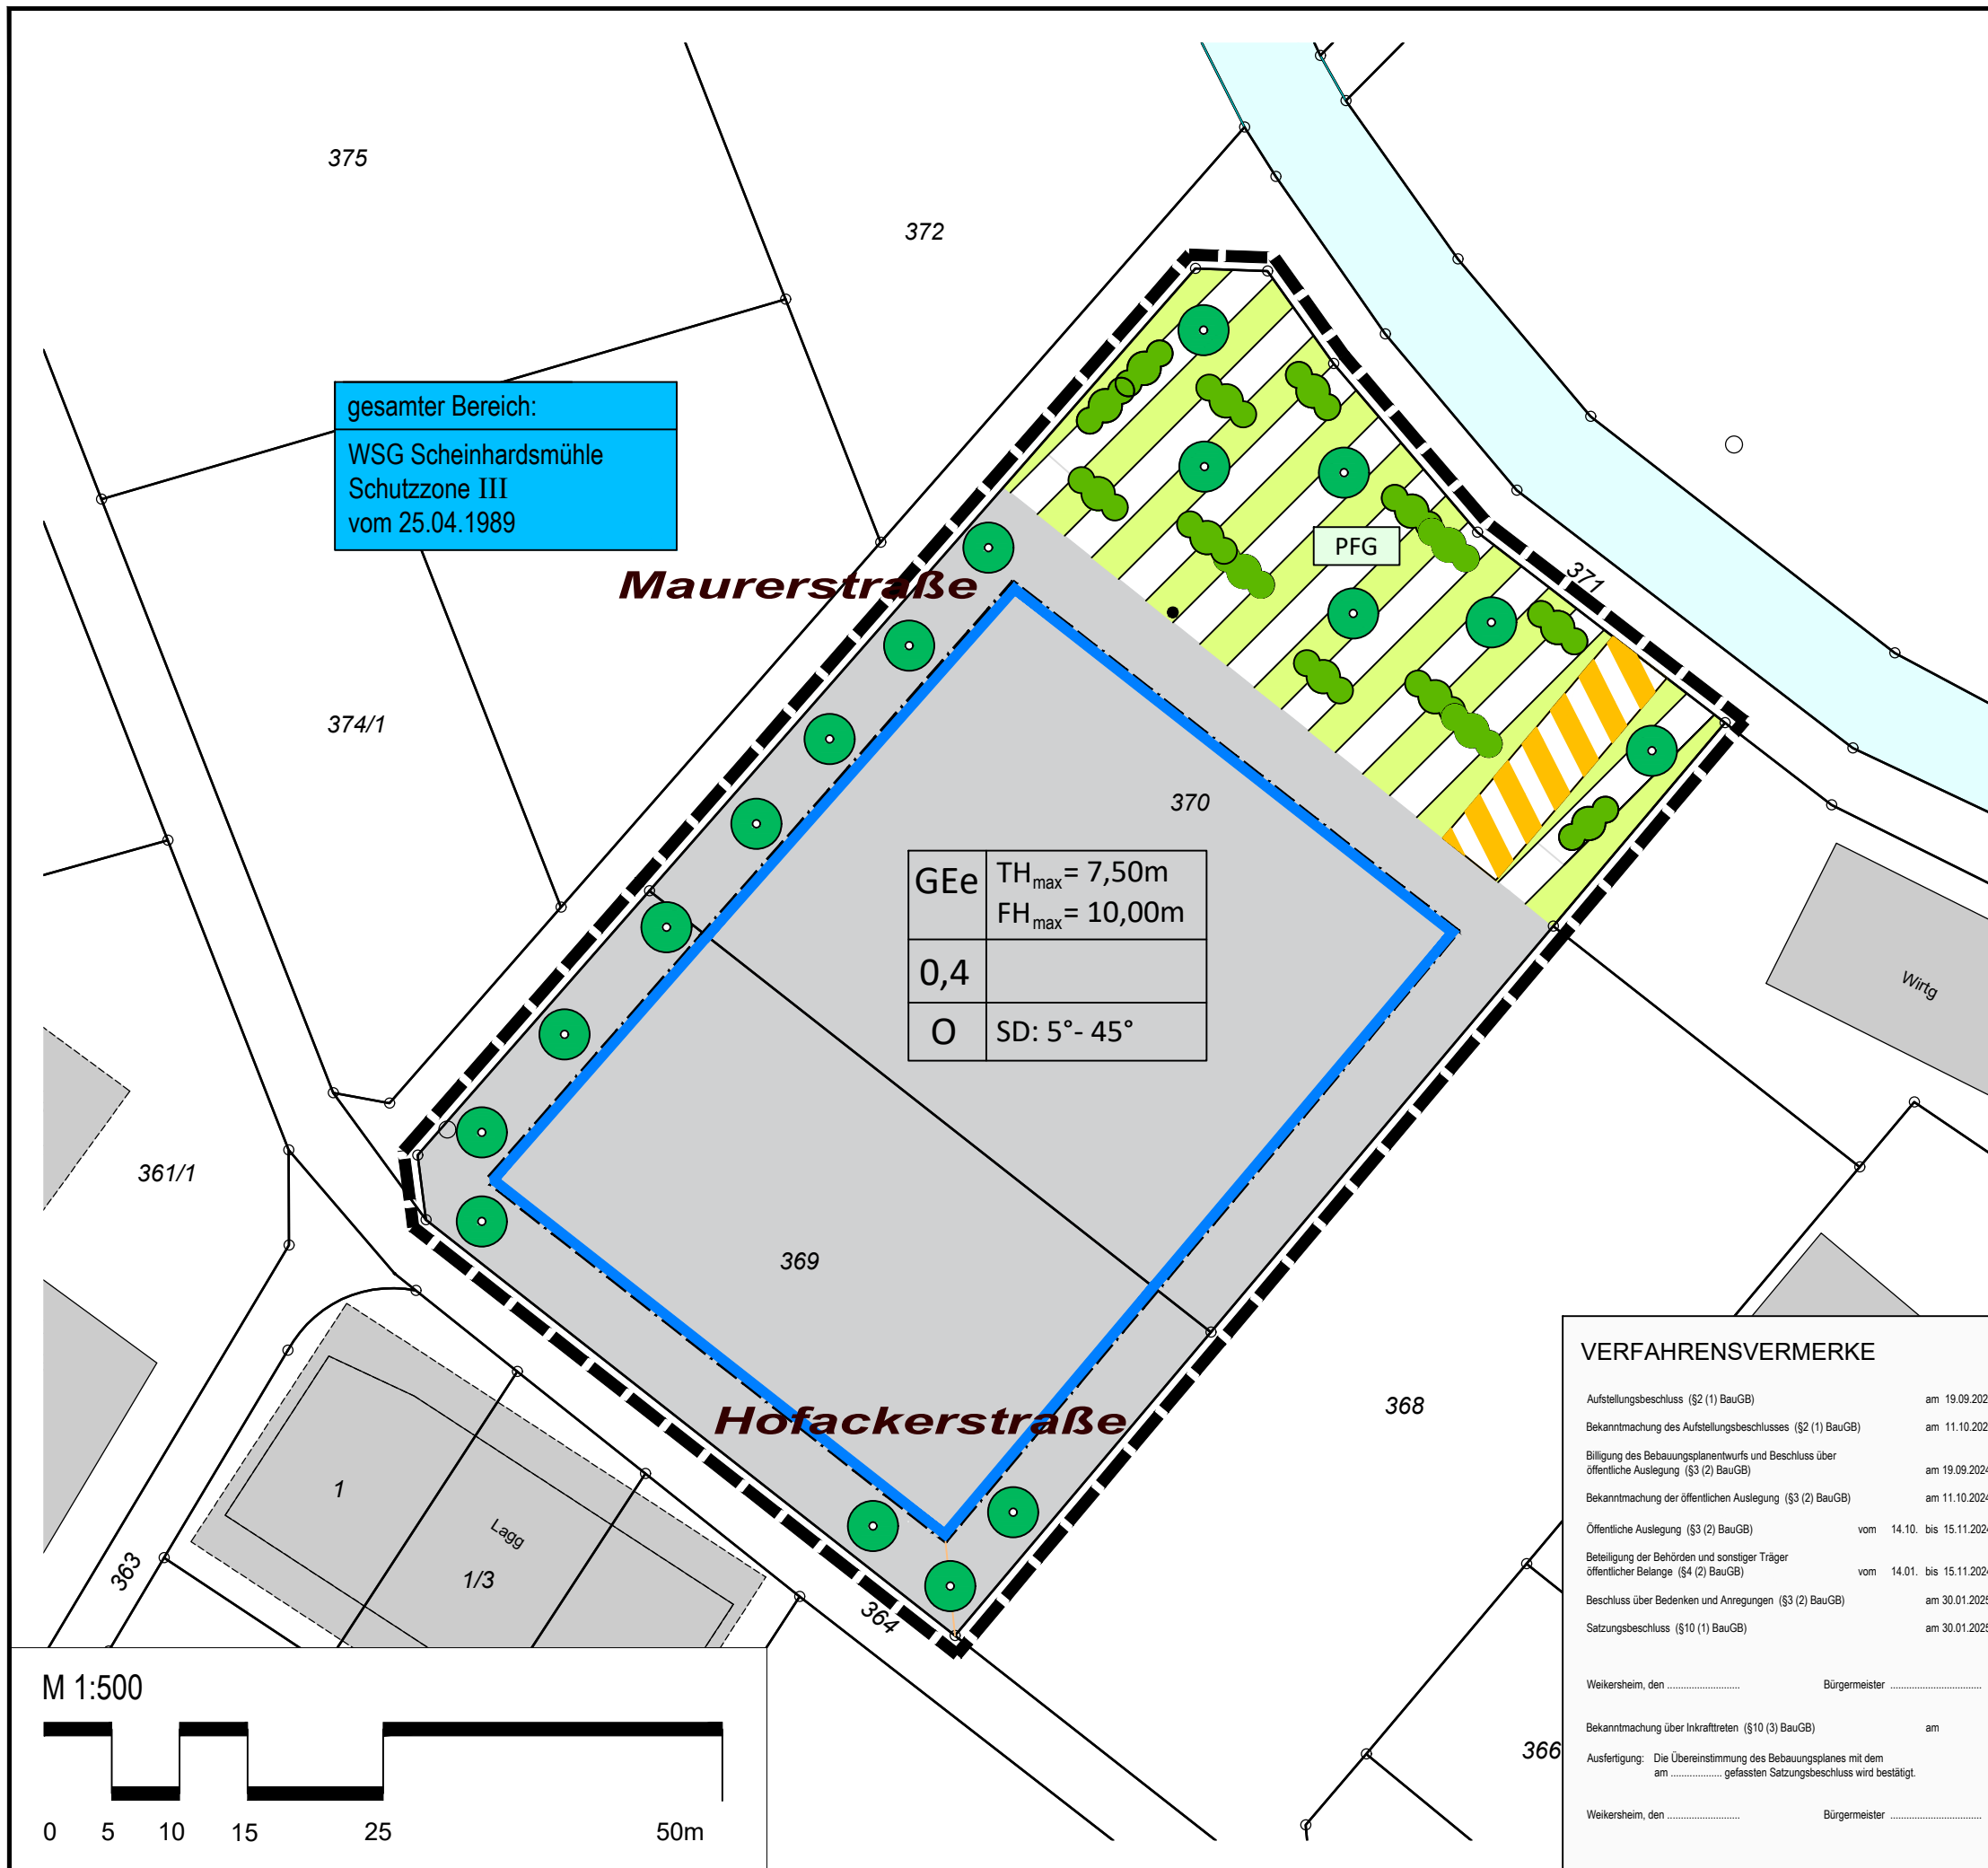 375
372
gesamter Bereich:
WSG Scheinhardsmühle
Schutzzone III
vom 25.04.1989
PFG
371
Maurerstraße
374/1
370
GEe
THmax= 7,50m
FHmax= 10,00m
0,4
O
SD: 5°- 45°
Wirtg
361/1
369
368
Hofackerstraße
1
Lagg
1/3
363
364
366
M 1:500
0 5 10 15 25 50m
VERFAHRENSVERMERKE
Aufstellungsbeschluss (§2 (1) BauGB) am 19.09.202
Bekanntmachung des Aufstellungsbeschlusses (§2 (1) BauGB) am 11.10.202
Billigung des Bebauungsplanentwurfs und Beschluss über
öffentliche Auslegung (§3 (2) BauGB) am 19.09.2024
Bekanntmachung der öffentlichen Auslegung (§3 (2) BauGB) am 11.10.2024
Öffentliche Auslegung (§3 (2) BauGB) vom 14.10. bis 15.11.2024
Beteiligung der Behörden und sonstiger Träger
öffentlicher Belange (§4 (2) BauGB) vom 14.01. bis 15.11.2024
Beschluss über Bedenken und Anregungen (§3 (2) BauGB) am 30.01.2025
Satzungsbeschluss (§10 (1) BauGB) am 30.01.2025
Weikersheim, den .......................... Bürgermeister .................................
Bekanntmachung über Inkrafttreten (§10 (3) BauGB) am
Ausfertigung: Die Übereinstimmung des Bebauungsplanes mit dem
am .................. gefassten Satzungsbeschluss wird bestätigt.
Weikersheim, den .......................... Bürgermeister .................................